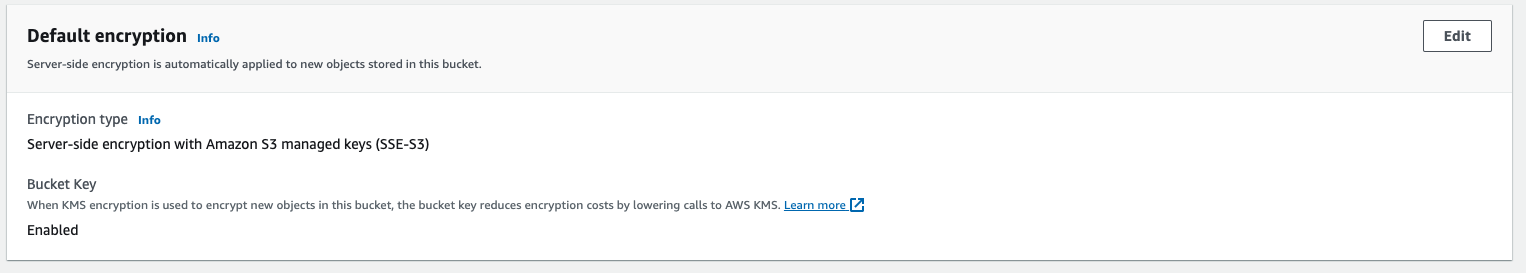 Default encryption Info
Edit
Server-side encryption is automatically applied to new objects stored in this bucket.
Encryption type Info
Server-side encryption with Amazon S3 managed keys (SSE-S3)
Bucket Key
When KMS encryption is used to encrypt new objects in this bucket, the bucket key reduces encryption costs by lowering calls to AWS KMS. Learn more
Enabled